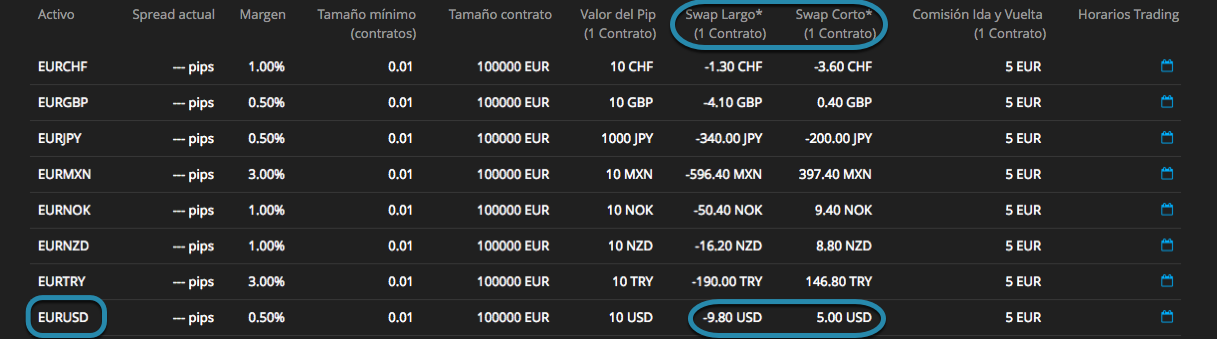 Activo Spread actual Margen Tamaño mínimo Tamaño contrato Valor del Pip Swap Largo* Swap Corto* Comisión Ida y Vuelta Horarios Trading
(contratos) (1 Contrato) (1 Contrato) (1 Contrato) (1 Contrato)
EURCHF --- pips 1.00% 0.01 100000 EUR 10 CHF -1.30 CHF -3.60 CHF 5 EUR
EURGBP --- pips 0.50% 0.01 100000 EUR 10 GBP -4.10 GBP 0.40 GBP 5 EUR
EURJPY --- pips 0.50% 0.01 100000 EUR 1000 JPY -340.00 JPY -200.00 JPY 5 EUR
EURMXN --- pips 3.00% 0.01 100000 EUR 10 MXN -596.40 MXN 397.40 MXN 5 EUR
EURNOK --- pips 1.00% 0.01 100000 EUR 10 NOK -50.40 NOK 9.40 NOK 5 EUR
EURNZD --- pips 1.00% 0.01 100000 EUR 10 NZD -16.20 NZD 8.80 NZD 5 EUR
EURTRY --- pips 3.00% 0.01 100000 EUR 10 TRY -190.00 TRY 146.80 TRY 5 EUR
EURUSD --- pips 0.50% 0.01 100000 EUR 10 USD -9.80 USD 5.00 USD 5 EUR